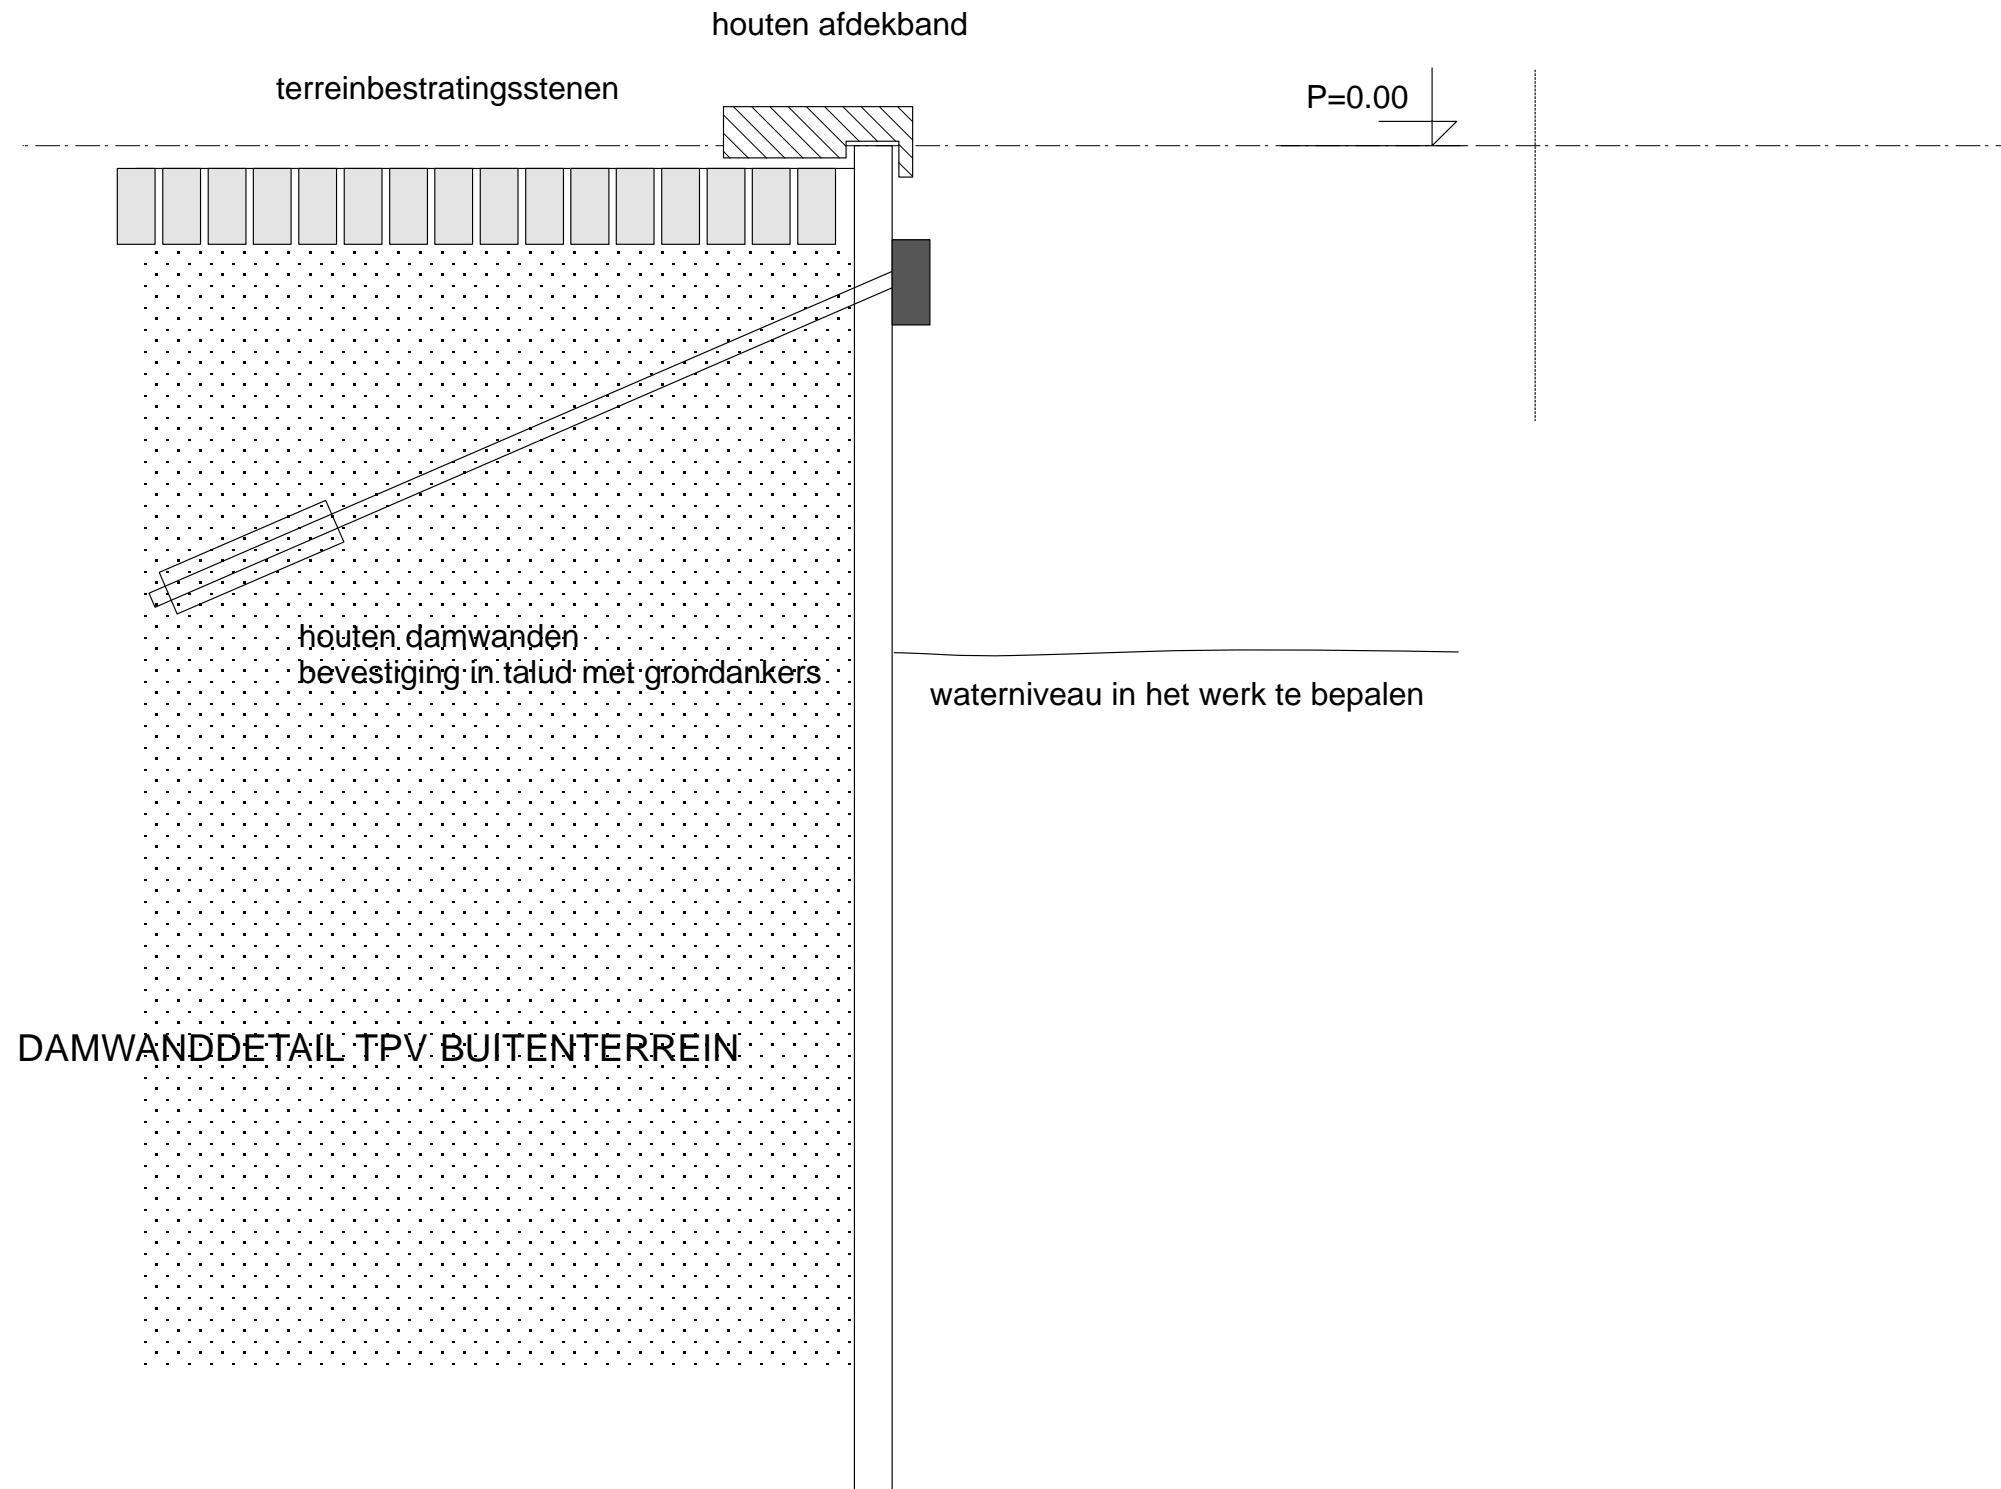 houten afdekband
terreinbestratingsstenen
P=0.00
houten damwanden
bevestiging in talud met grondankers
waterniveau in het werk te bepalen
DAMWANDDETAIL TPV BUITENTERREIN